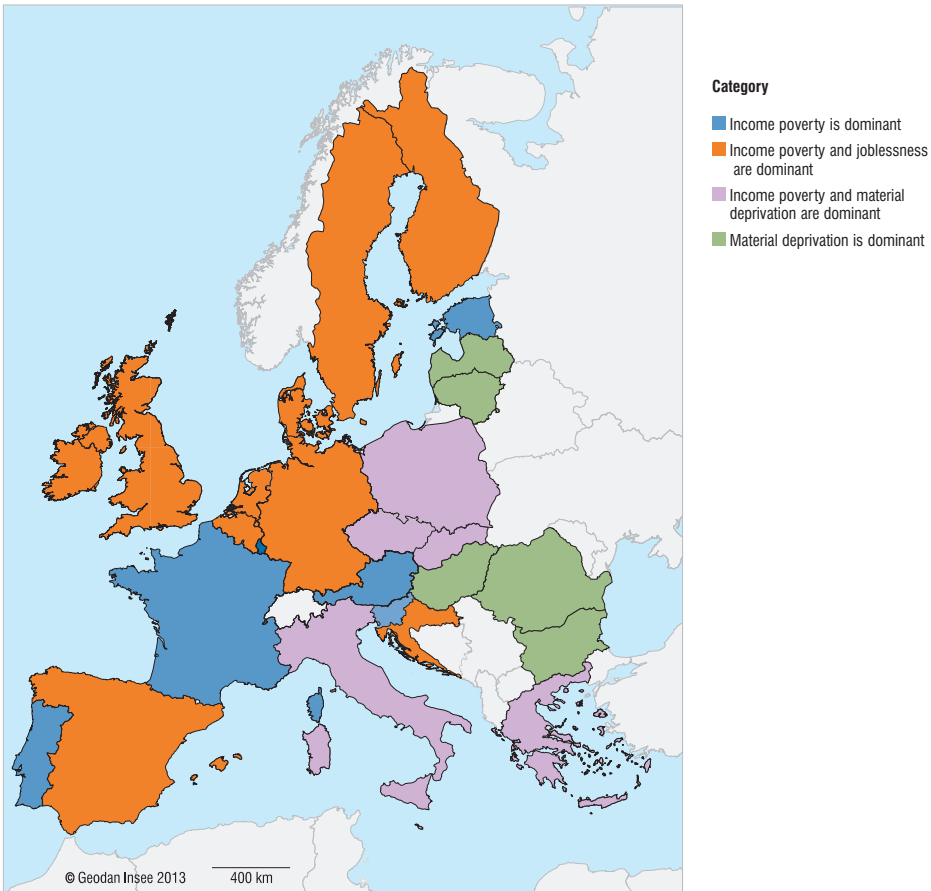 Category
Income poverty is dominant
Income poverty and joblessness
are dominant
Income poverty and material
deprivation are dominant
Material deprivation is dominant
© Geodan Insee 2013
400 km